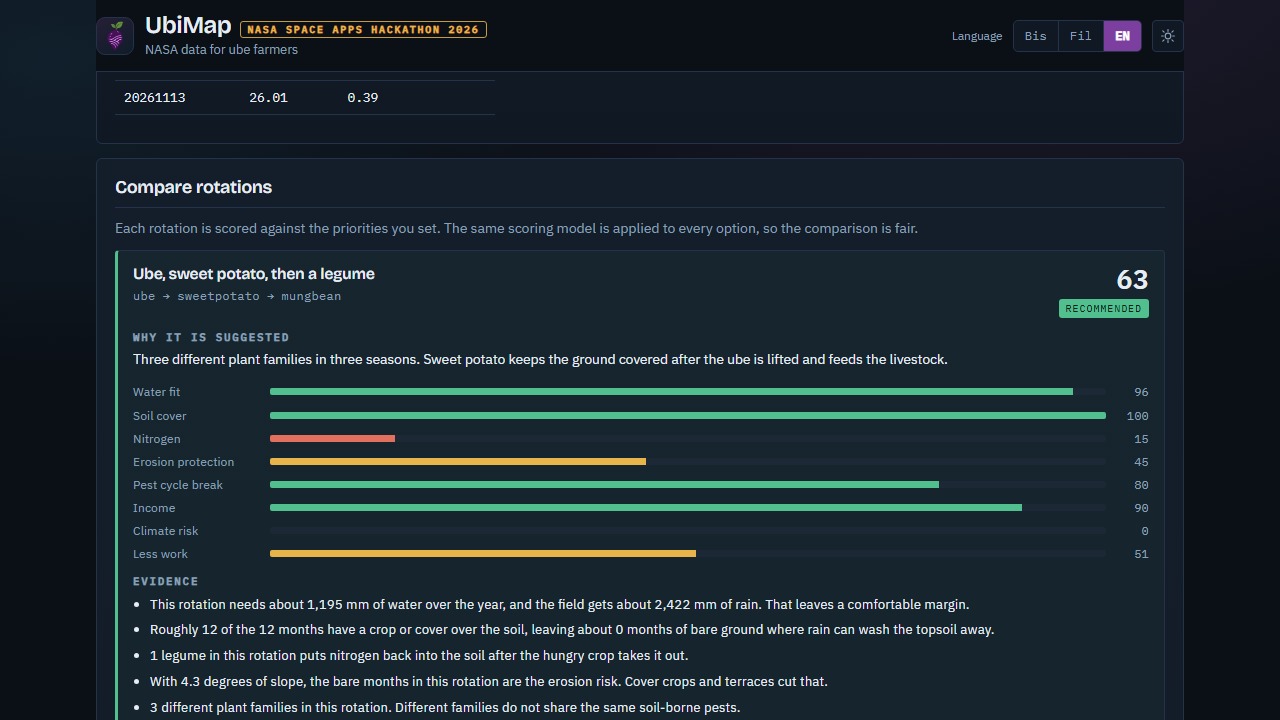 UbiMap NASA SPACE APPS HACKATHON 2026
NASA data for ube farmers
Language Bis Fil EN
20261113 26.01 0.39
Compare rotations
Each rotation is scored against the priorities you set. The same scoring model is applied to every option, so the comparison is fair.
Ube, sweet potato, then a legume 63
ube → sweetpotato → mungbean
RECOMMENDED
WHY IT IS SUGGESTED
Three different plant families in three seasons. Sweet potato keeps the ground covered after the ube is lifted and feeds the livestock.
Water fit 96
Soil cover 100
Nitrogen 15
Erosion protection 45
Pest cycle break 80
Income 90
Climate risk 0
Less work 51
EVIDENCE
• This rotation needs about 1,195 mm of water over the year, and the field gets about 2,422 mm of rain. That leaves a comfortable margin.
• Roughly 12 of the 12 months have a crop or cover over the soil, leaving about 0 months of bare ground where rain can wash the topsoil away.
• 1 legume in this rotation puts nitrogen back into the soil after the hungry crop takes it out.
• With 4.3 degrees of slope, the bare months in this rotation are the erosion risk. Cover crops and terraces cut that.
• 3 different plant families in this rotation. Different families do not share the same soil-borne pests.